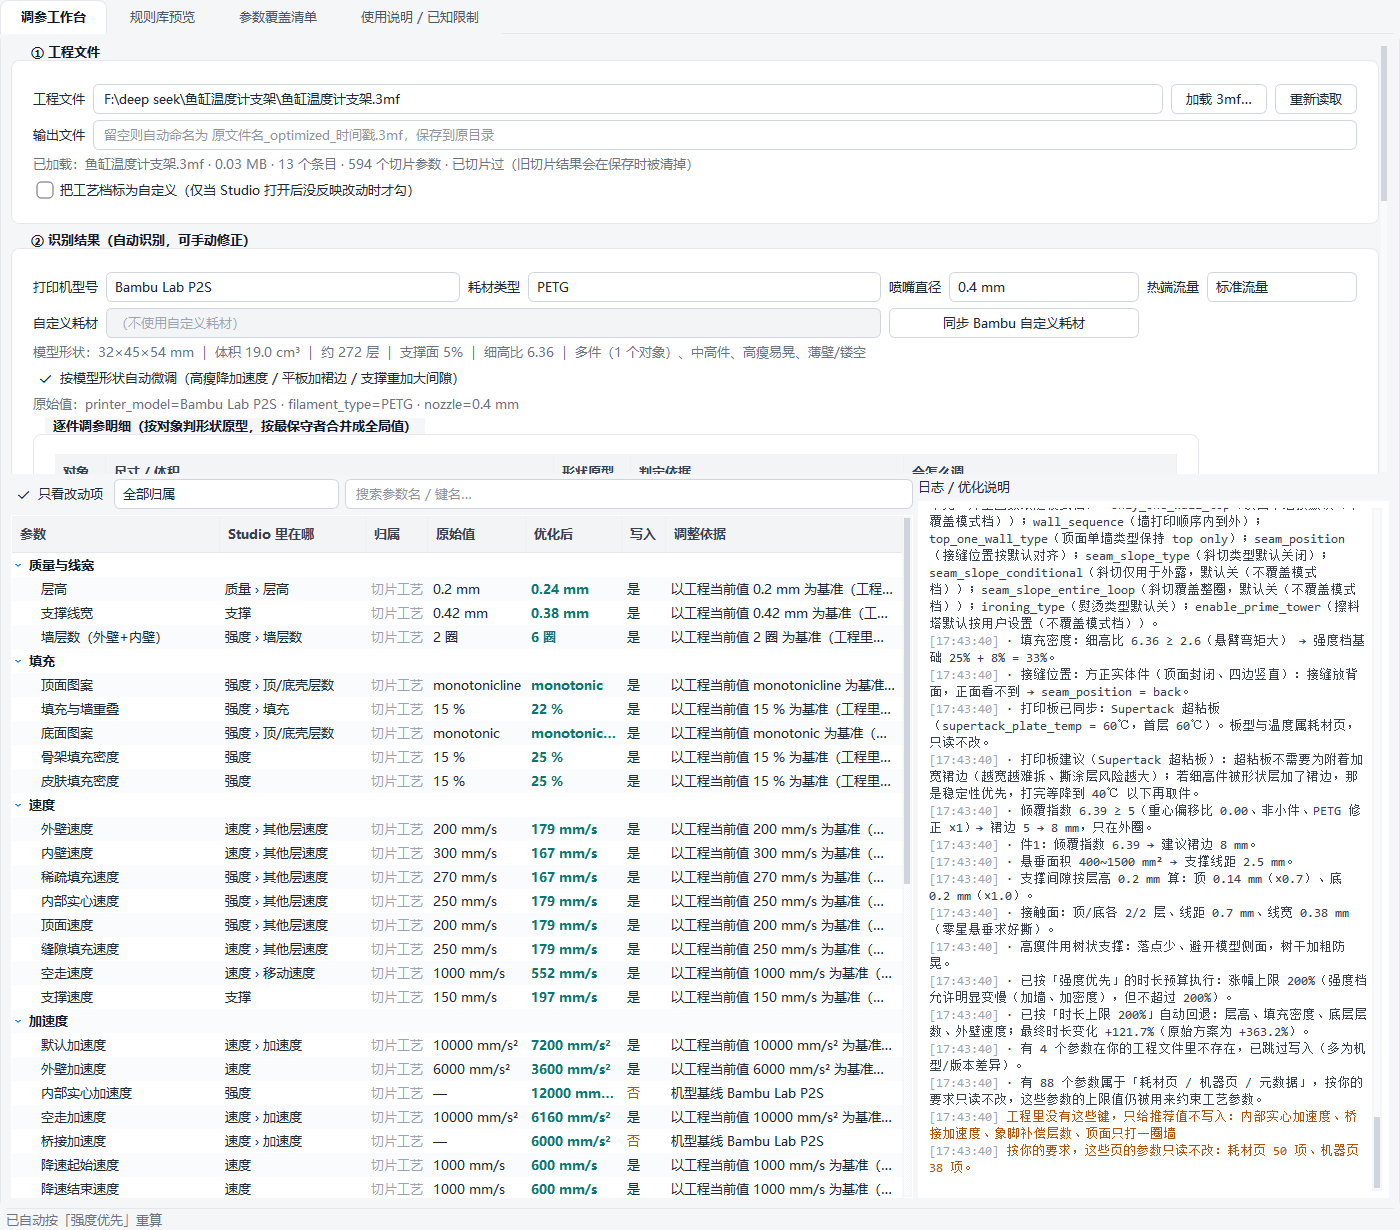 调参工作台 规则库预览 参数覆盖清单 使用说明 / 已知限制
① 工程文件
工程文件 F:\deep seek\鱼缸温度计支架\鱼缸温度计支架.3mf 加载 3mf... 重新读取
输出文件 留空则自动命名为 原文件名_optimized_时间戳.3mf，保存到原目录
已加载：鱼缸温度计支架.3mf · 0.03 MB · 13 个条目 · 594 个切片参数 · 已切片过（旧切片结果会在保存时被清掉）
把工艺档标为自定义（仅当 Studio 打开后没反映改动时才勾）
② 识别结果（自动识别，可手动修正）
打印机型号 Bambu Lab P2S 耗材类型 PETG 喷嘴直径 0.4 mm 热端流量 标准流量
自定义耗材 （不使用自定义耗材） 同步 Bambu 自定义耗材
模型形状：32×45×54 mm ｜ 体积 19.0 cm³ ｜ 约 272 层 ｜ 支撑面 5% ｜ 细高比 6.36 ｜ 多件（1 个对象）、中高件、高瘦易晃、薄壁/镂空
按模型形状自动微调（高瘦降加速度 / 平板加裙边 / 支撑重加大间隙）
原始值：printer_model=Bambu Lab P2S · filament_type=PETG · nozzle=0.4 mm
逐件调参明细（按对象判形状原型，按最保守者合并成全局值）
对象 尺寸 / 体积 形状原型 判定依据 会怎么调
只看改动项 全部归属 搜索参数名 / 键名...
参数 Studio 里在哪 归属 原始值 优化后 写入 调整依据
质量与线宽
层高 质量 › 层高 切片工艺 0.2 mm 0.24 mm 是 以工程当前值 0.2 mm 为基准（工程...
支撑线宽 支撑 切片工艺 0.42 mm 0.38 mm 是 以工程当前值 0.42 mm 为基准（工...
墙层数（外壁+内壁） 强度 › 墙层数 切片工艺 2 圈 6 圈 是 以工程当前值 2 圈 为基准（工程里...
填充
顶面图案 强度 › 顶/底壳层数 切片工艺 monotonicline monotonic 是 以工程当前值 monotonicline 为基准...
填充与墙重叠 强度 › 填充 切片工艺 15 % 22 % 是 以工程当前值 15 % 为基准（工程里...
底面图案 强度 › 顶/底壳层数 切片工艺 monotonic monotonic... 是 以工程当前值 monotonic 为基准（...
骨架填充密度 强度 切片工艺 15 % 25 % 是 以工程当前值 15 % 为基准（工程里...
皮肤填充密度 强度 切片工艺 15 % 25 % 是 以工程当前值 15 % 为基准（工程里...
速度
外壁速度 速度 › 其他层速度 切片工艺 200 mm/s 179 mm/s 是 以工程当前值 200 mm/s 为基准（...
内壁速度 速度 › 其他层速度 切片工艺 300 mm/s 167 mm/s 是 以工程当前值 300 mm/s 为基准（...
稀疏填充速度 速度 › 其他层速度 切片工艺 270 mm/s 167 mm/s 是 以工程当前值 270 mm/s 为基准（...
内部实心速度 速度 › 其他层速度 切片工艺 250 mm/s 179 mm/s 是 以工程当前值 250 mm/s 为基准（...
顶面速度 速度 › 其他层速度 切片工艺 200 mm/s 179 mm/s 是 以工程当前值 200 mm/s 为基准（...
缝隙填充速度 速度 › 其他层速度 切片工艺 250 mm/s 179 mm/s 是 以工程当前值 250 mm/s 为基准（...
空走速度 速度 › 移动速度 切片工艺 1000 mm/s 552 mm/s 是 以工程当前值 1000 mm/s 为基准（...
支撑速度 支撑 切片工艺 150 mm/s 197 mm/s 是 以工程当前值 150 mm/s 为基准（...
加速度
默认加速度 速度 › 加速度 切片工艺 10000 mm/s² 7200 mm/s² 是 以工程当前值 10000 mm/s² 为基准...
外壁加速度 速度 切片工艺 6000 mm/s² 3600 mm/s² 是 以工程当前值 6000 mm/s² 为基准（...
内部实心加速度 强度 切片工艺 — 12000 mm... 否 机型基线 Bambu Lab P2S
空走加速度 速度 › 加速度 切片工艺 10000 mm/s² 6160 mm/s² 是 以工程当前值 10000 mm/s² 为基准...
桥接加速度 速度 › 加速度 切片工艺 — 6000 mm/s² 否 机型基线 Bambu Lab P2S
降速起始速度 速度 切片工艺 1000 mm/s 600 mm/s 是 以工程当前值 1000 mm/s 为基准（...
降速结束速度 速度 切片工艺 1000 mm/s 600 mm/s 是 以工程当前值 1000 mm/s 为基准（...
日志 / 优化说明
覆盖模式档））；wall_sequence（墙打印顺序内到外）；
top_one_wall_type（顶面单墙类型保持 top only）；seam_position
（接缝位置按默认对齐）；seam_slope_type（斜切类型默认关闭）；
seam_slope_conditional（斜切仅用于外露，默认关（不覆盖模式
档））；seam_slope_entire_loop（斜切覆盖整圈，默认关（不覆盖模式
档））；ironing_type（熨烫类型默认关）；enable_prime_tower（擦料
塔默认按用户设置（不覆盖模式档））。
[17:43:40] · 填充密度：细高比 6.36 ≥ 2.6（悬臂弯矩大） → 强度档基
础 25% + 8% = 33%。
[17:43:40] · 接缝位置：方正实体件（顶面封闭、四边竖直）：接缝放背
面，正面看不到 → seam_position = back。
[17:43:40] · 打印板已同步：Supertack 超粘板
（supertack_plate_temp = 60℃，首层 60℃）。板型与温度属耗材页，
只读不改。
[17:43:40] · 打印板建议（Supertack 超粘板）：超粘板不需要为附着加
宽裙边（越宽越难拆、撕涂层风险越大）；若细高件被形状层加了裙边，那
是稳定性优先，打完等降到 40℃ 以下再取件。
[17:43:40] · 倾覆指数 6.39 ≥ 5（重心偏移比 0.00、非小件、PETG 修
正 ×1）→ 裙边 5 → 8 mm，只在外圈。
[17:43:40] · 件1：倾覆指数 6.39 → 建议裙边 8 mm。
[17:43:40] · 悬垂面积 400~1500 mm² → 支撑线距 2.5 mm。
[17:43:40] · 支撑间隙按层高 0.2 mm 算：顶 0.14 mm（×0.7）、底
0.2 mm（×1.0）。
[17:43:40] · 接触面：顶/底各 2/2 层、线距 0.7 mm、线宽 0.38 mm
（零星悬垂求好撕）。
[17:43:40] · 高瘦件用树状支撑：落点少、避开模型侧面，树干加粗防
晃。
[17:43:40] · 已按「强度优先」的时长预算执行：涨幅上限 200%（强度档
允许明显变慢（加墙、加密度），但不超过 200%）。
[17:43:40] · 已按「时长上限 200%」自动回退：层高、填充密度、底层层
数、外壁速度；最终时长变化 +121.7%（原始方案为 +363.2%）。
[17:43:40] · 有 4 个参数在你的工程文件里不存在，已跳过写入（多为机
型/版本差异）。
[17:43:40] · 有 88 个参数属于「耗材页 / 机器页 / 元数据」，按你的
要求只读不改，这些参数的上限值仍被用来约束工艺参数。
[17:43:40] 工程里没有这些键，只给推荐值不写入：内部实心加速度、桥
接加速度、象脚补偿层数、顶面只打一圈墙
[17:43:40] 按你的要求，这些页的参数只读不改：耗材页 50 项、机器页
38 项。
已自动按「强度优先」重算